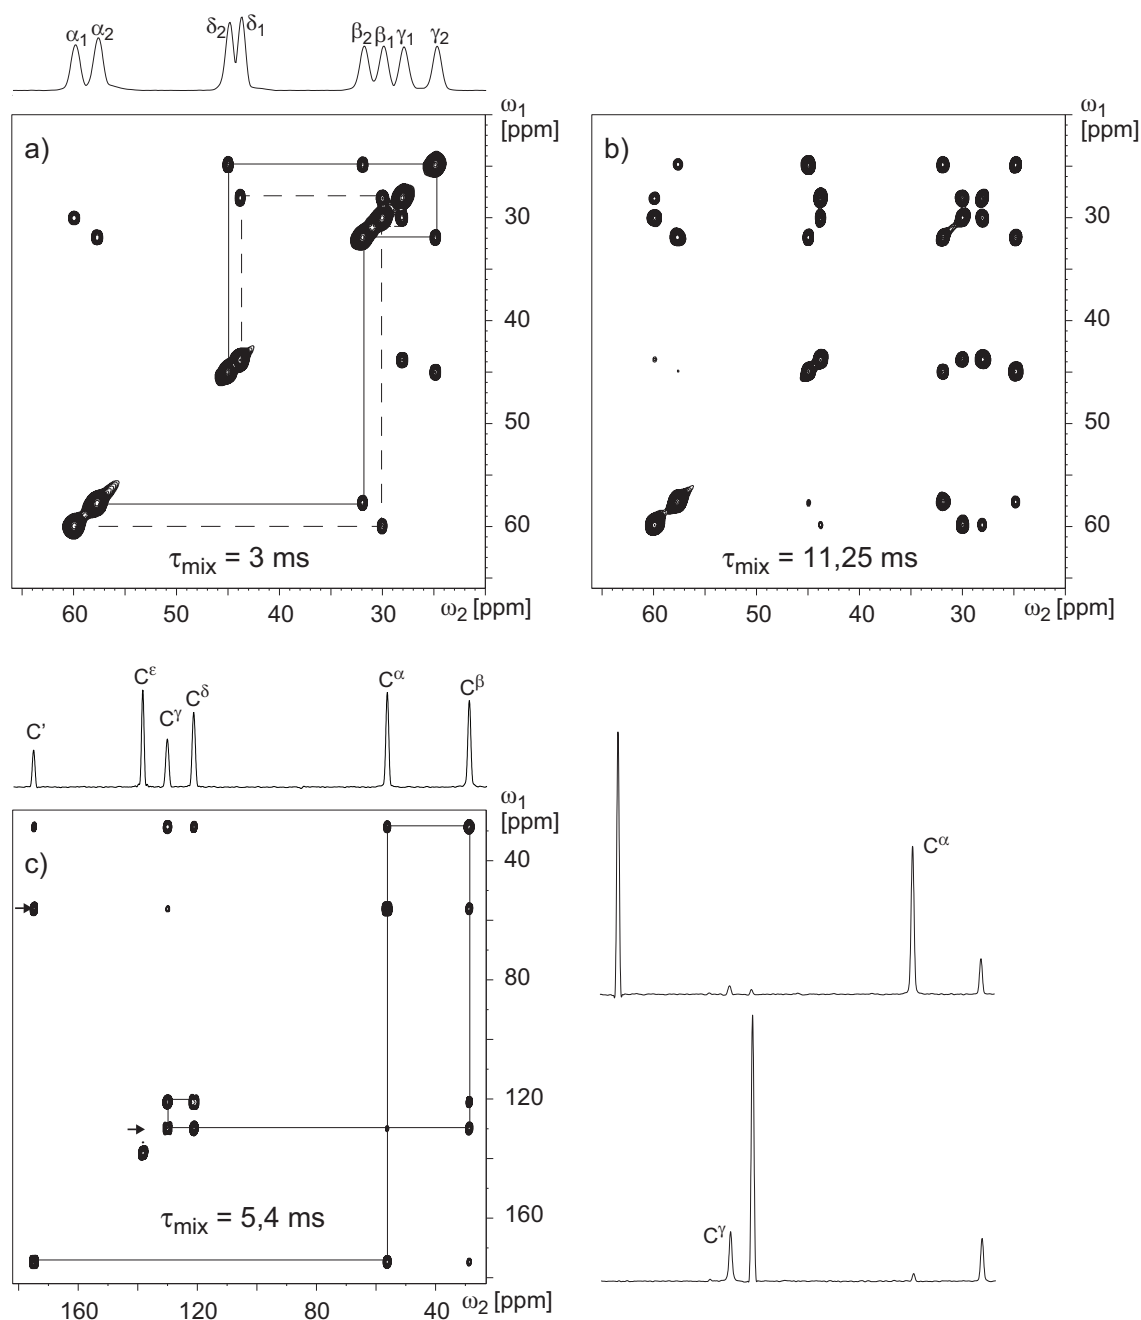 α1 α2 δ2 δ1 β2 β1 γ1 γ2
ω1
[ppm]
a)
30
40
50
60
τmix = 3 ms
60 50 40 30 ω2 [ppm]
ω1
[ppm]
b)
30
40
50
60
τmix = 11,25 ms
60 50 40 30 ω2 [ppm]
C' Cε Cγ Cδ Cα Cβ
ω1
[ppm]
c)
40
80
120
160
τmix = 5,4 ms
160 120 80 40 ω2 [ppm]
Cα
Cγ